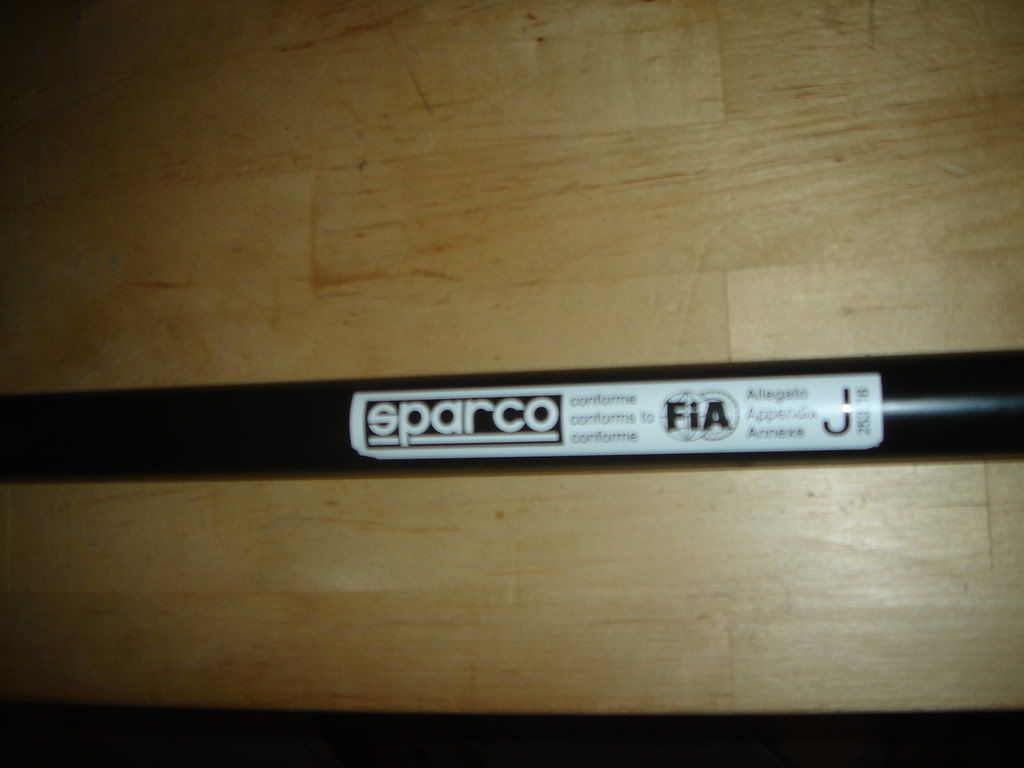 sparco
conforme
conforms to
conforme
FiA
Allegato
Appendix
Annexe
J